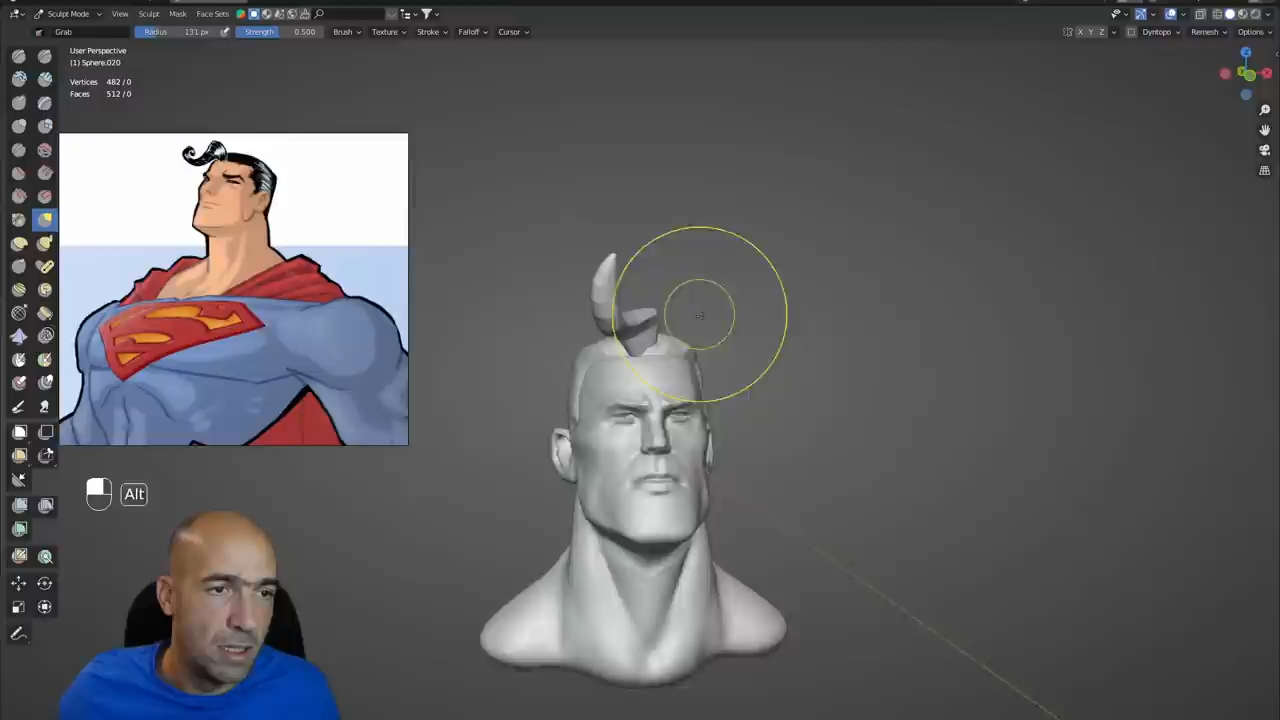 Sculpt Mode View Sculpt Mask Face Sets
Grab Radius 131 px Strength 0.500 Brush Texture Stroke Falloff Cursor X Y Z Dyntopo Remesh Options
User Perspective
(1) Sphere.020
Vertices 482 / 0
Faces 512 / 0
Z
Alt